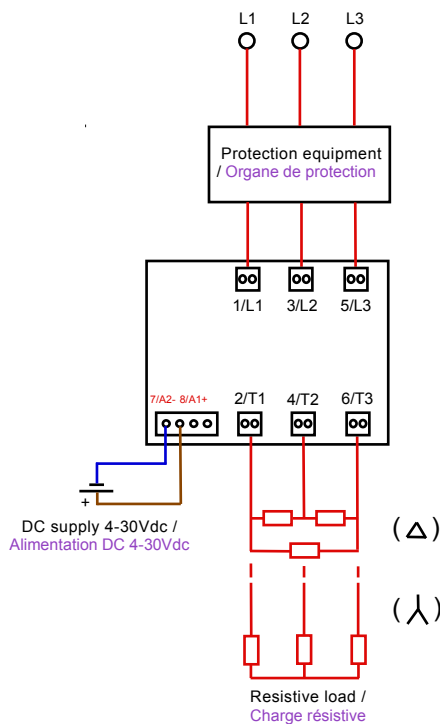 L1 L2 L3
Protection equipment
/ Organe de protection
1/L1 3/L2 5/L3
7/A2- 8/A1+ 2/T1 4/T2 6/T3
+
DC supply 4-30Vdc /
Alimentation DC 4-30Vdc
(Δ)
(⅄)
Resistive load /
Charge résistive